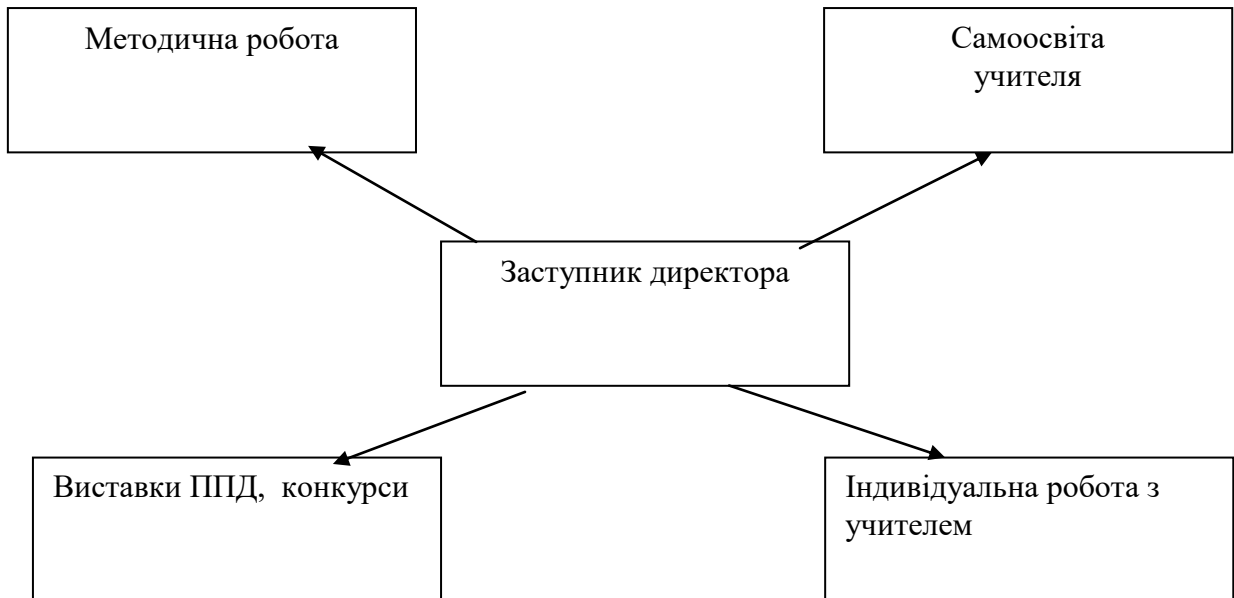 Методична робота
Самоосвіта
учителя
Заступник директора
Виставки ППД,  конкурси
Індивідуальна робота з
учителем